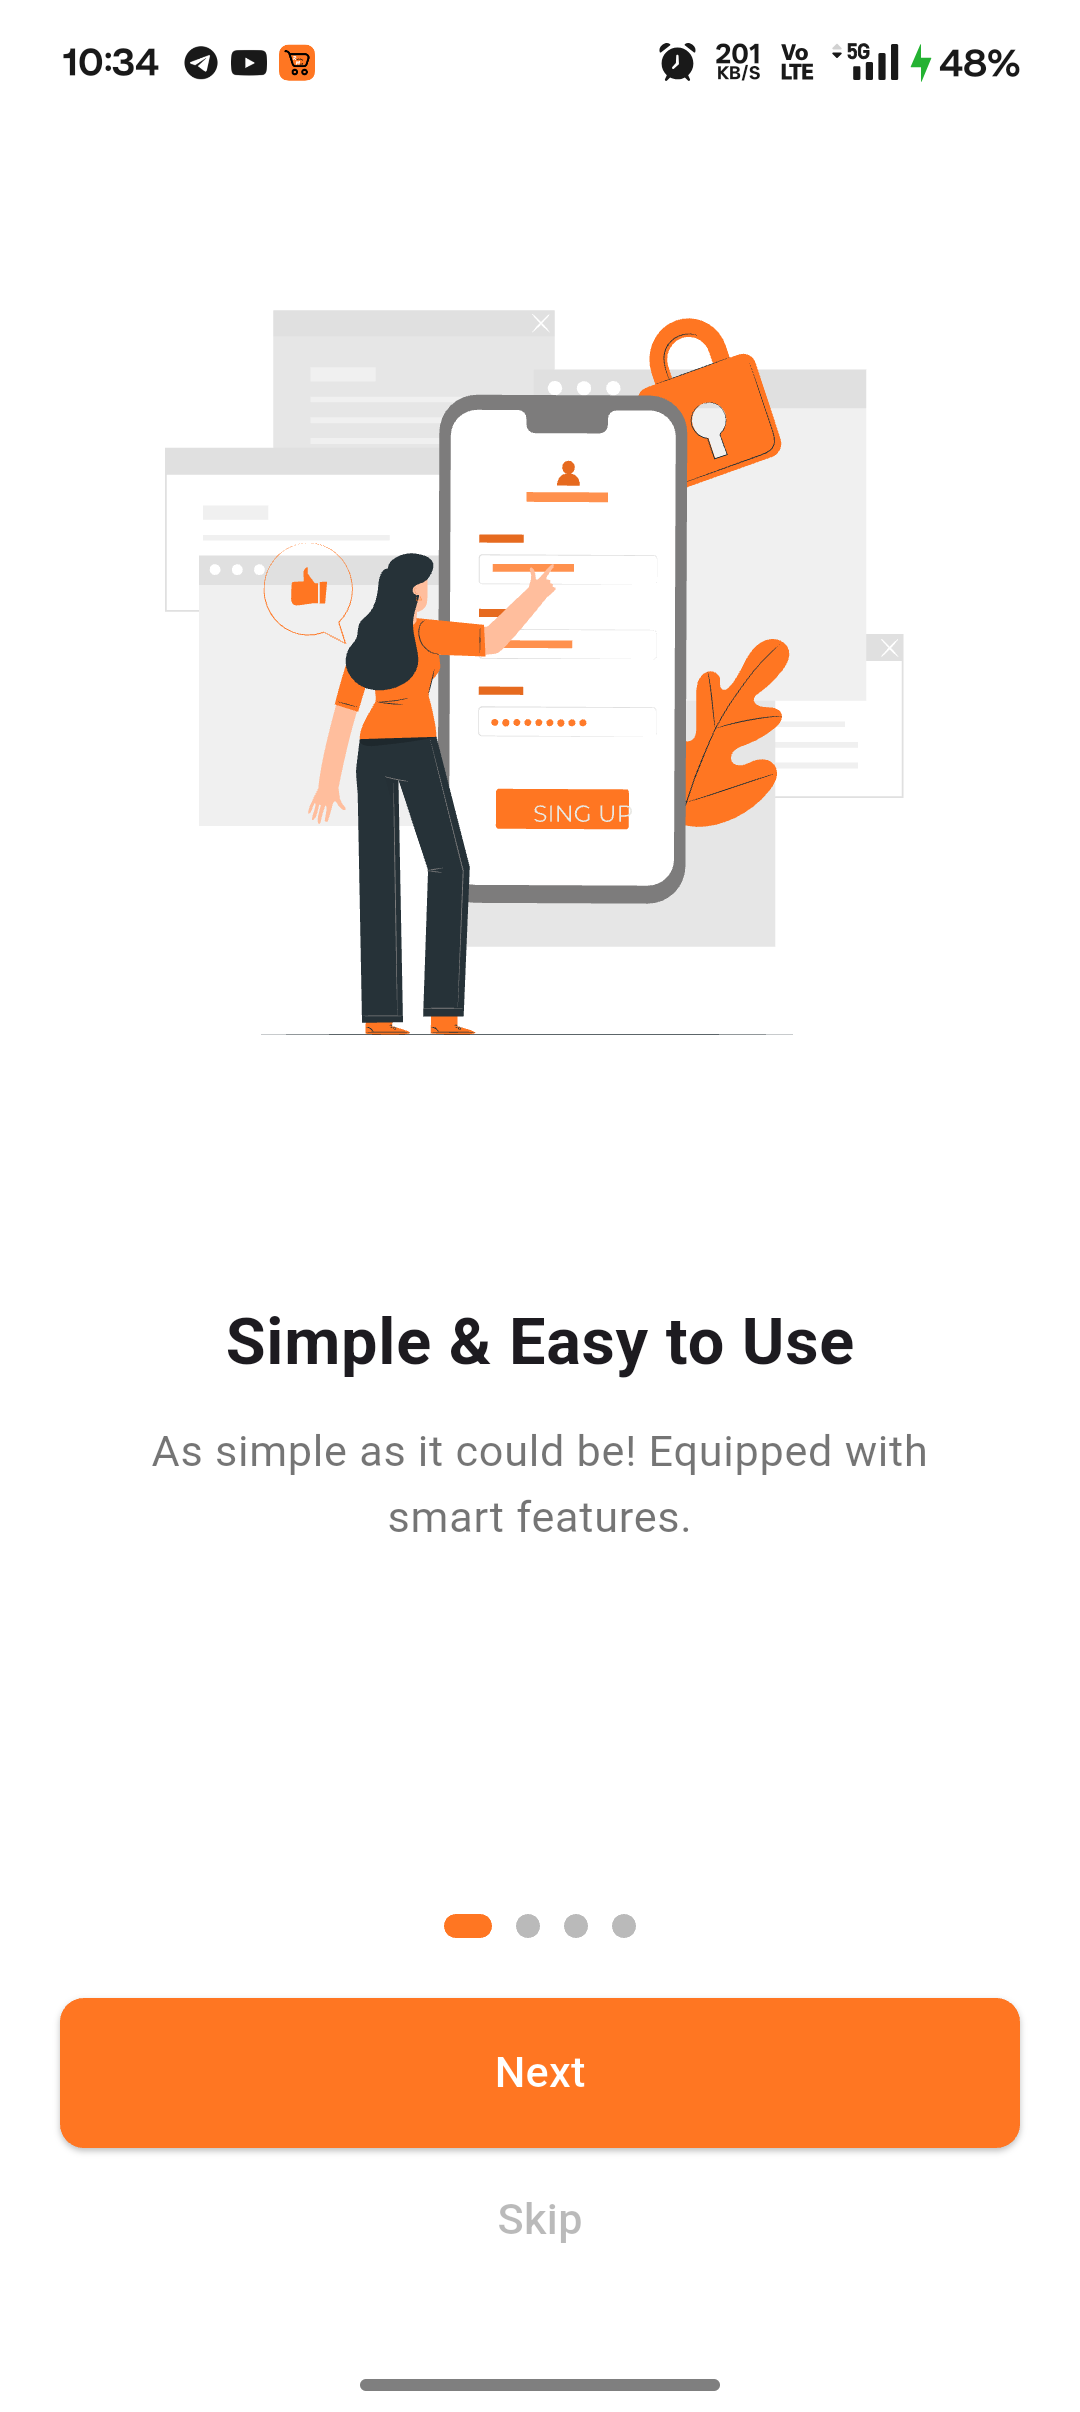 10:34
201 KB/S
Vo LTE
5G
48%
SING UP
Simple & Easy to Use
As simple as it could be! Equipped with
smart features.
Next
Skip